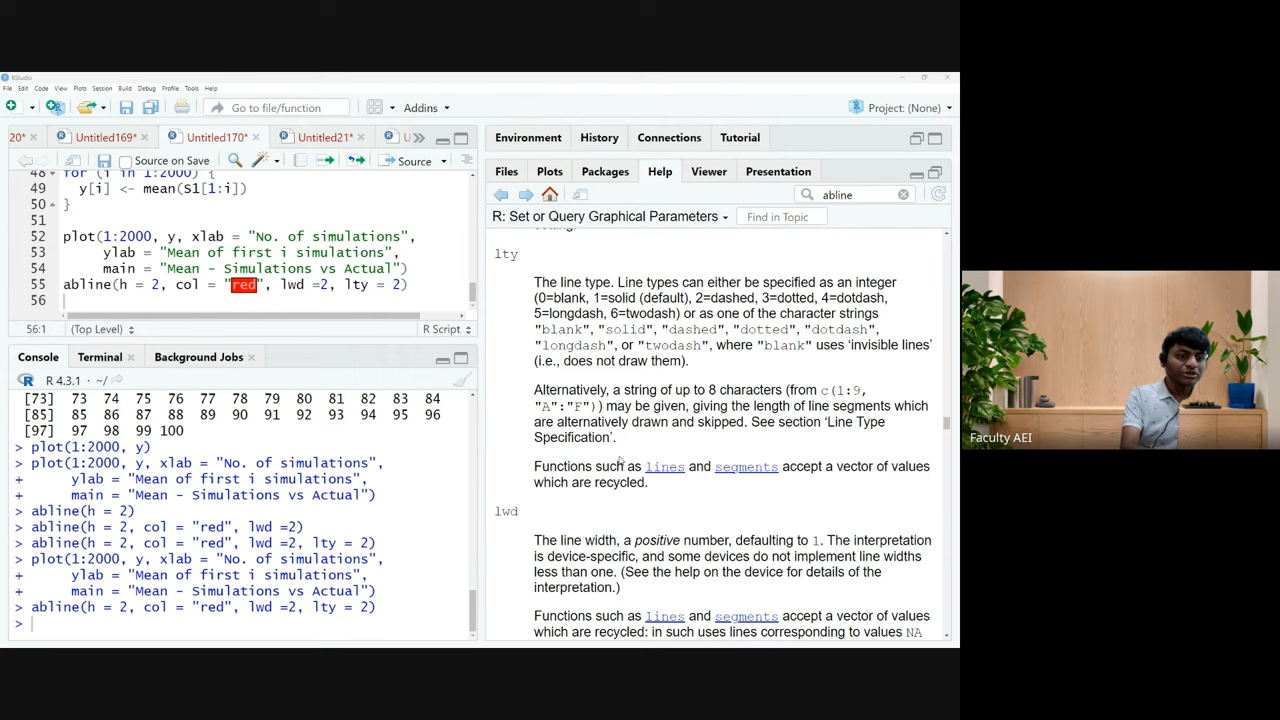 RStudio
File Edit Code View Plots Session Build Debug Profile Tools Help
Go to file/function
Addins
Project: (None)
20* Untitled169* Untitled170* Untitled21* U
Source on Save
Source
48 for (i in 1:2000) {
49 y[i] <- mean(S1[1:i])
50 }
51
52 plot(1:2000, y, xlab = "No. of simulations",
53 ylab = "Mean of first i simulations",
54 main = "Mean - Simulations vs Actual")
55 abline(h = 2, col = "red", lwd =2, lty = 2)
56
56:1 (Top Level) R Script
Console Terminal Background Jobs
R 4.3.1 · ~/
[73] 73 74 75 76 77 78 79 80 81 82 83 84
[85] 85 86 87 88 89 90 91 92 93 94 95 96
[97] 97 98 99 100
> plot(1:2000, y)
> plot(1:2000, y, xlab = "No. of simulations",
+ ylab = "Mean of first i simulations",
+ main = "Mean - Simulations vs Actual")
> abline(h = 2)
> abline(h = 2, col = "red", lwd =2)
> abline(h = 2, col = "red", lwd =2, lty = 2)
> plot(1:2000, y, xlab = "No. of simulations",
+ ylab = "Mean of first i simulations",
+ main = "Mean - Simulations vs Actual")
> abline(h = 2, col = "red", lwd =2, lty = 2)
>
Environment History Connections Tutorial
Files Plots Packages Help Viewer Presentation
abline
R: Set or Query Graphical Parameters
Find in Topic
lty
The line type. Line types can either be specified as an integer
(0=blank, 1=solid (default), 2=dashed, 3=dotted, 4=dotdash,
5=longdash, 6=twodash) or as one of the character strings
"blank", "solid", "dashed", "dotted", "dotdash",
"longdash", or "twodash", where "blank" uses ‘invisible lines’
(i.e., does not draw them).
Alternatively, a string of up to 8 characters (from c(1:9,
"A":"F")) may be given, giving the length of line segments which
are alternatively drawn and skipped. See section ‘Line Type
Specification’.
Functions such as lines and segments accept a vector of values
which are recycled.
lwd
The line width, a positive number, defaulting to 1. The interpretation
is device-specific, and some devices do not implement line widths
less than one. (See the help on the device for details of the
interpretation.)
Functions such as lines and segments accept a vector of values
which are recycled: in such uses lines corresponding to values NA
Faculty AEI